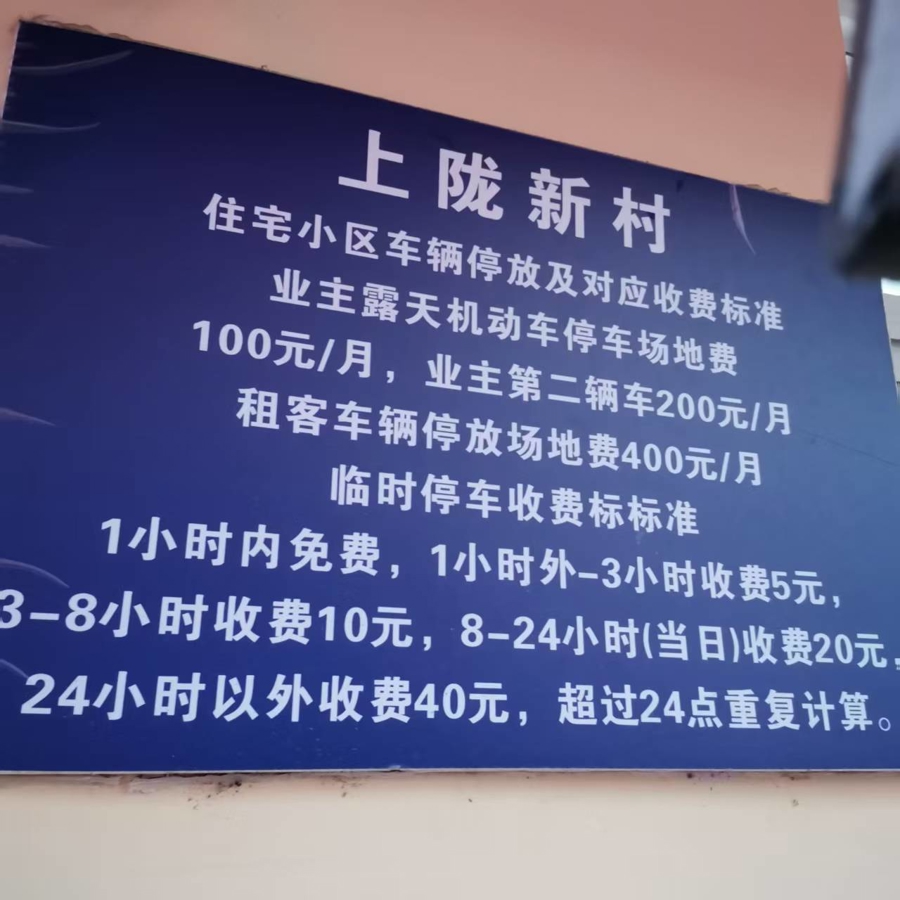 上陇新村
住宅小区车辆停放及对应收费标准
业主露天机动车停车场地费
100元/月，业主第二辆车200元/月
租客车辆停放场地费400元/月
临时停车收费标标准
1小时内免费，1小时外-3小时收费5元，
3-8小时收费10元，8-24小时(当日)收费20元，
24小时以外收费40元，超过24点重复计算。